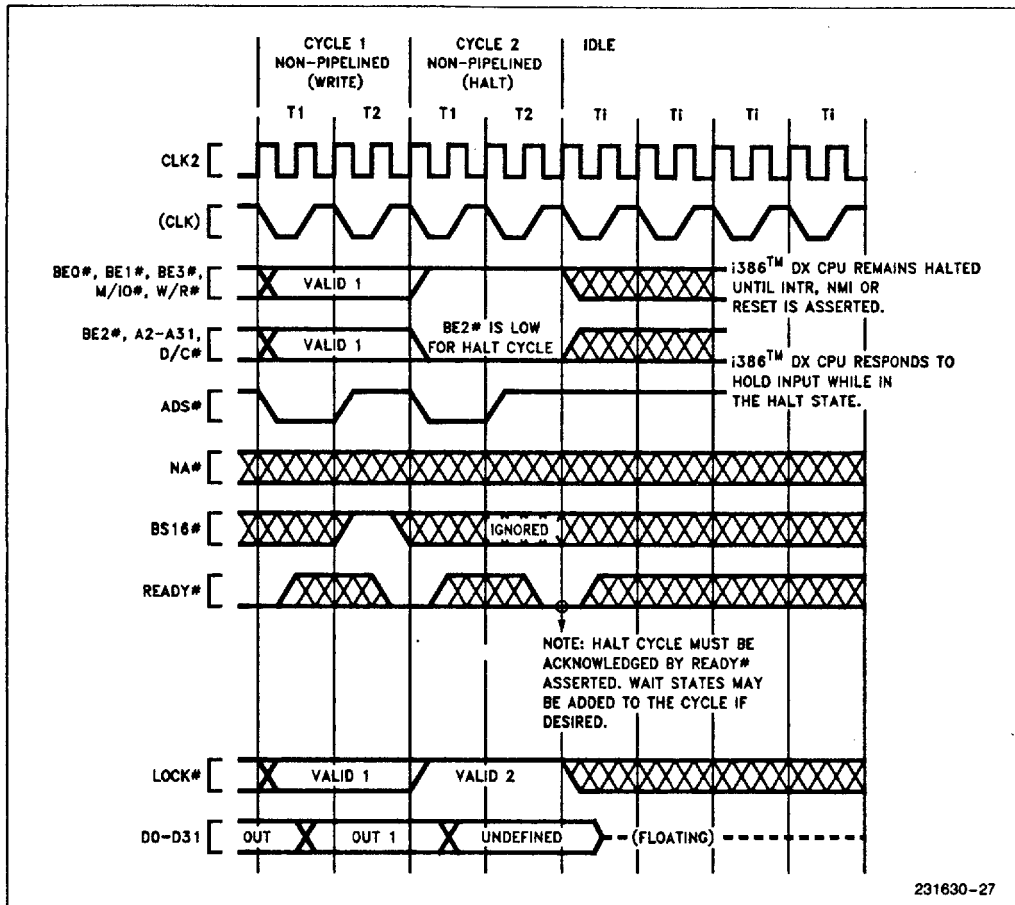 CYCLE 1
NON-PIPELINED
(WRITE)
CYCLE 2
NON-PIPELINED
(HALT)
IDLE
T1 T2 T1 T2 Ti Ti Ti Ti
CLK2
(CLK)
BE0#, BE1#, BE3#,
M/IO#, W/R#
VALID 1
i386™ DX CPU REMAINS HALTED
UNTIL INTR, NMI OR
RESET IS ASSERTED.
BE2#, A2-A31,
D/C#
VALID 1
BE2# IS LOW
FOR HALT CYCLE
i386™ DX CPU RESPONDS TO
HOLD INPUT WHILE IN
THE HALT STATE.
ADS#
NA#
BS16#
IGNORED
READY#
NOTE: HALT CYCLE MUST BE
ACKNOWLEDGED BY READY#
ASSERTED. WAIT STATES MAY
BE ADDED TO THE CYCLE IF
DESIRED.
LOCK#
VALID 1
VALID 2
D0-D31
OUT
OUT 1
UNDEFINED
(FLOATING)
231630-27